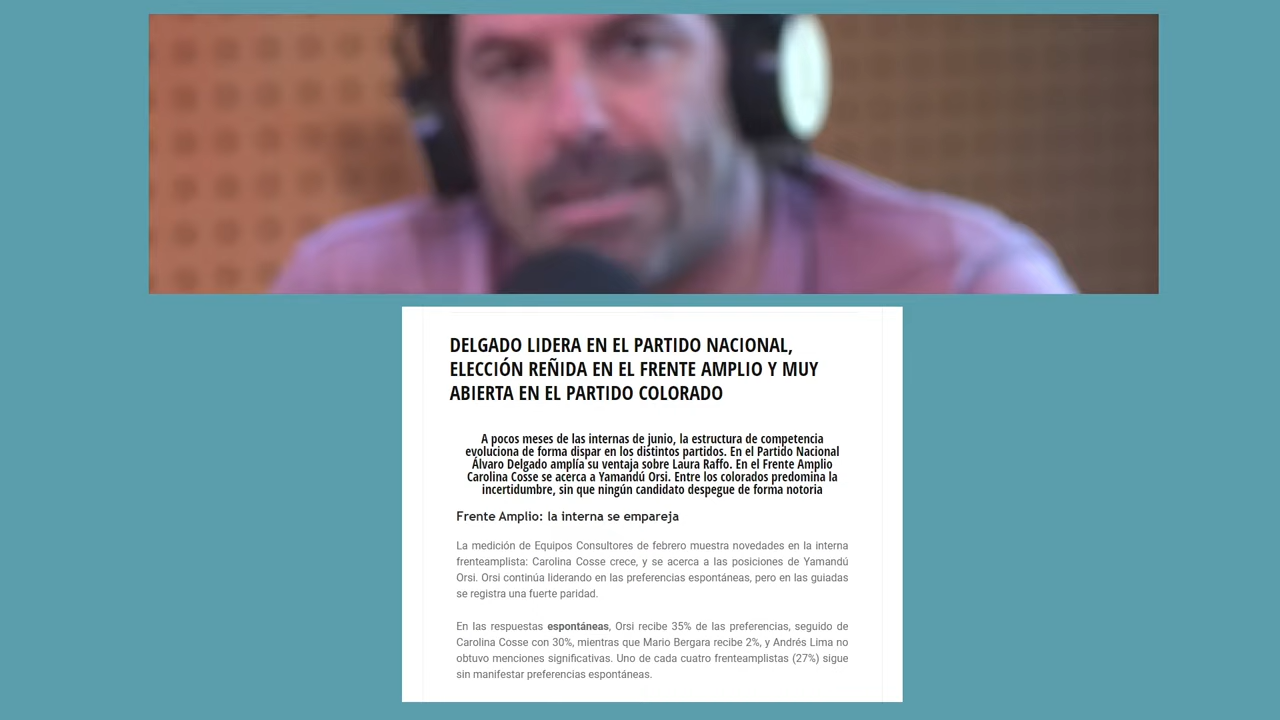 DELGADO LIDERA EN EL PARTIDO NACIONAL,
ELECCIÓN REÑIDA EN EL FRENTE AMPLIO Y MUY
ABIERTA EN EL PARTIDO COLORADO
A pocos meses de las internas de junio, la estructura de competencia
evoluciona de forma dispar en los distintos partidos. En el Partido Nacional
Álvaro Delgado amplía su ventaja sobre Laura Raffo. En el Frente Amplio
Carolina Cosse se acerca a Yamandú Orsi. Entre los colorados predomina la
incertidumbre, sin que ningún candidato despegue de forma notoria
Frente Amplio: la interna se empareja
La medición de Equipos Consultores de febrero muestra novedades en la interna
frenteamplista: Carolina Cosse crece, y se acerca a las posiciones de Yamandú
Orsi. Orsi continúa liderando en las preferencias espontáneas, pero en las guiadas
se registra una fuerte paridad.
En las respuestas espontáneas, Orsi recibe 35% de las preferencias, seguido de
Carolina Cosse con 30%, mientras que Mario Bergara recibe 2%, y Andrés Lima no
obtuvo menciones significativas. Uno de cada cuatro frenteamplistas (27%) sigue
sin manifestar preferencias espontáneas.